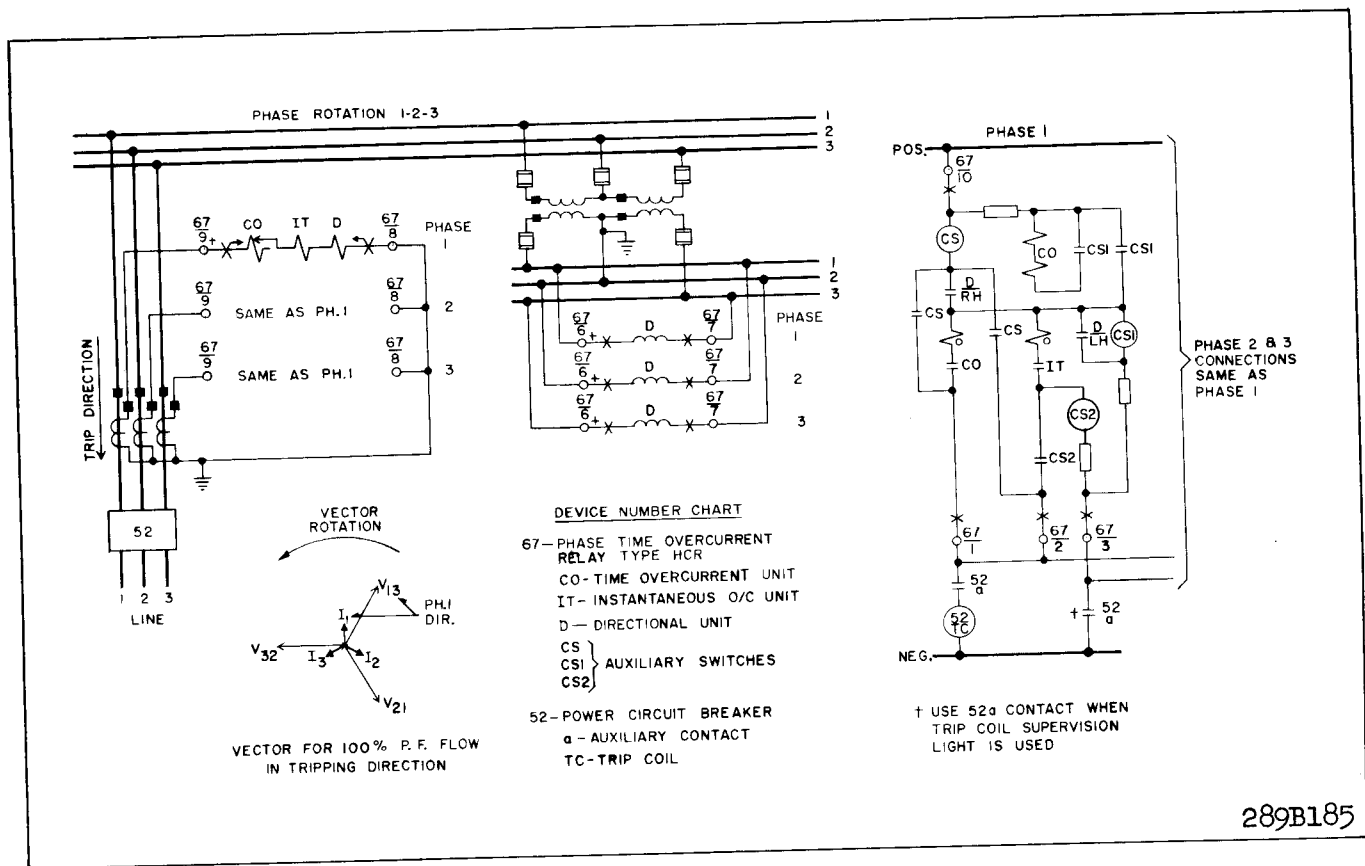 PHASE ROTATION 1-2-3
1
2
3
67
9
+
CO
IT
D
67
8
PHASE
1
67
9
SAME AS PH.1
67
8
2
67
9
SAME AS PH.1
67
8
3
TRIP DIRECTION
52
1 2 3
LINE
1
2
3
PHASE
67
6
+
D
67
7
1
67
6
+
D
67
7
2
67
6
+
D
67
7
3
VECTOR
ROTATION
V13
PH.1
DIR.
I1
V32
I3
I2
V21
VECTOR FOR 100% P. F. FLOW
IN TRIPPING DIRECTION
DEVICE NUMBER CHART
67-PHASE TIME OVERCURRENT
RELAY TYPE HCR
CO-TIME OVERCURRENT UNIT
IT-INSTANTANEOUS O/C UNIT
D-DIRECTIONAL UNIT
CS
CS1 AUXILIARY SWITCHES
CS2
52-POWER CIRCUIT BREAKER
a-AUXILIARY CONTACT
TC-TRIP COIL
PHASE 1
POS.
67
10
CS
CO
CS1
CS1
D
RH
CS
CS
D
LH
CS1
CO
IT
CS2
CS2
67
1
67
2
67
3
52
a
52
TC
† 52
a
NEG.
PHASE 2 & 3
CONNECTIONS
SAME AS
PHASE 1
† USE 52a CONTACT WHEN
TRIP COIL SUPERVISION
LIGHT IS USED
289B185